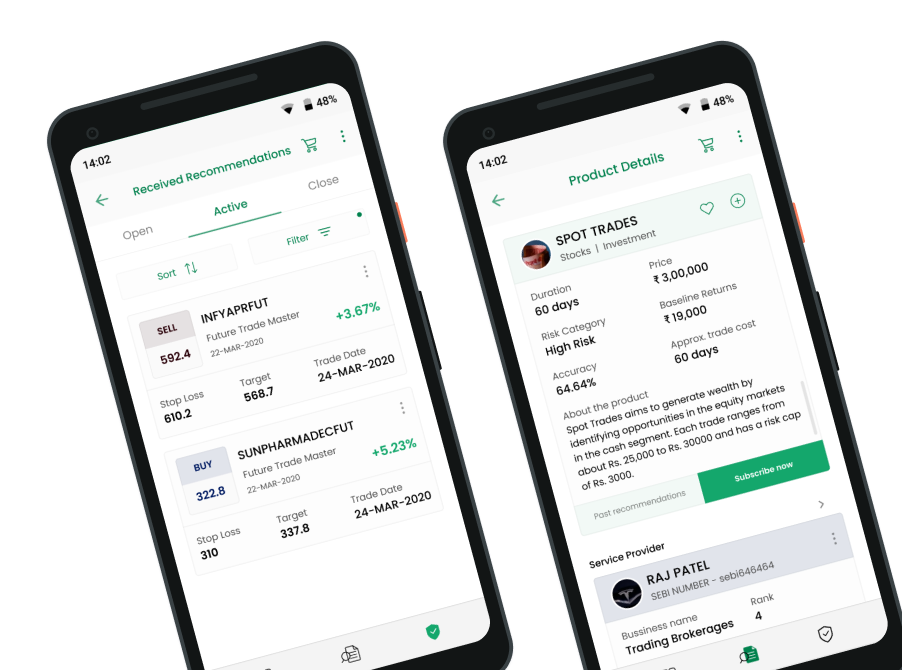 14:02
48%
Received Recommendations
Open
Active
Close
Sort
Filter
SELL
592.4
INFYAPRFUT
Future Trade Master
22-MAR-2020
+3.67%
Stop Loss
610.2
Target
568.7
Trade Date
24-MAR-2020
BUY
322.8
SUNPHARMADECFUT
Future Trade Master
22-MAR-2020
+5.23%
Stop Loss
310
Target
337.8
Trade Date
24-MAR-2020
14:02
48%
Product Details
SPOT TRADES
Stocks | Investment
Duration
60 days
Price
₹ 3,00,000
Risk Category
High Risk
Baseline Returns
₹ 19,000
Accuracy
64.64%
Approx. trade cost
60 days
About the product
Spot Trades aims to generate wealth by
identifying opportunities in the equity markets
in the cash segment. Each trade ranges from
about Rs. 25,000 to Rs. 30000 and has a risk cap
of Rs. 3000.
Past recommendations
Subscribe now
Service Provider
RAJ PATEL
SEBI NUMBER - sebi646464
Bussiness name
Trading Brokerages
Rank
4